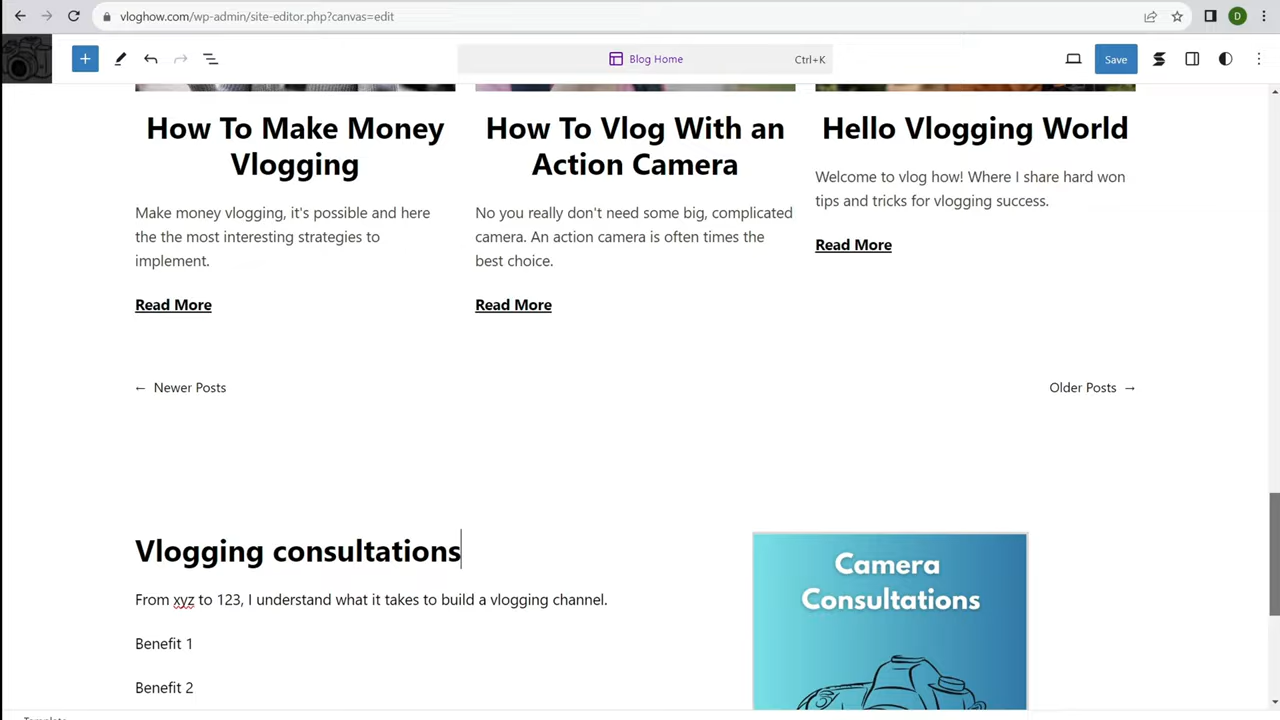 vloghow.com/wp-admin/site-editor.php?canvas=edit
D
Blog Home
Ctrl+K
Save
How To Make Money
Vlogging
Make money vlogging, it's possible and here
the the most interesting strategies to
implement.
Read More
How To Vlog With an
Action Camera
No you really don't need some big, complicated
camera. An action camera is often times the
best choice.
Read More
Hello Vlogging World
Welcome to vlog how! Where I share hard won
tips and tricks for vlogging success.
Read More
← Newer Posts
Older Posts →
Vlogging consultations
From xyz to 123, I understand what it takes to build a vlogging channel.
Benefit 1
Benefit 2
Camera
Consultations